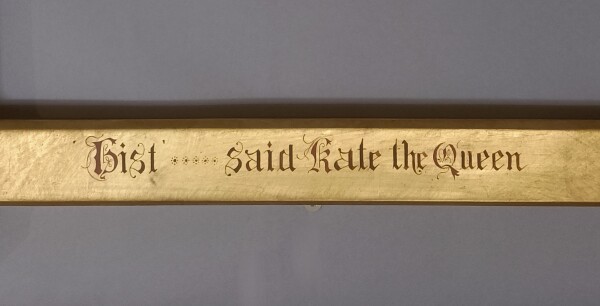 'Hist' ····· said Kate the Queen